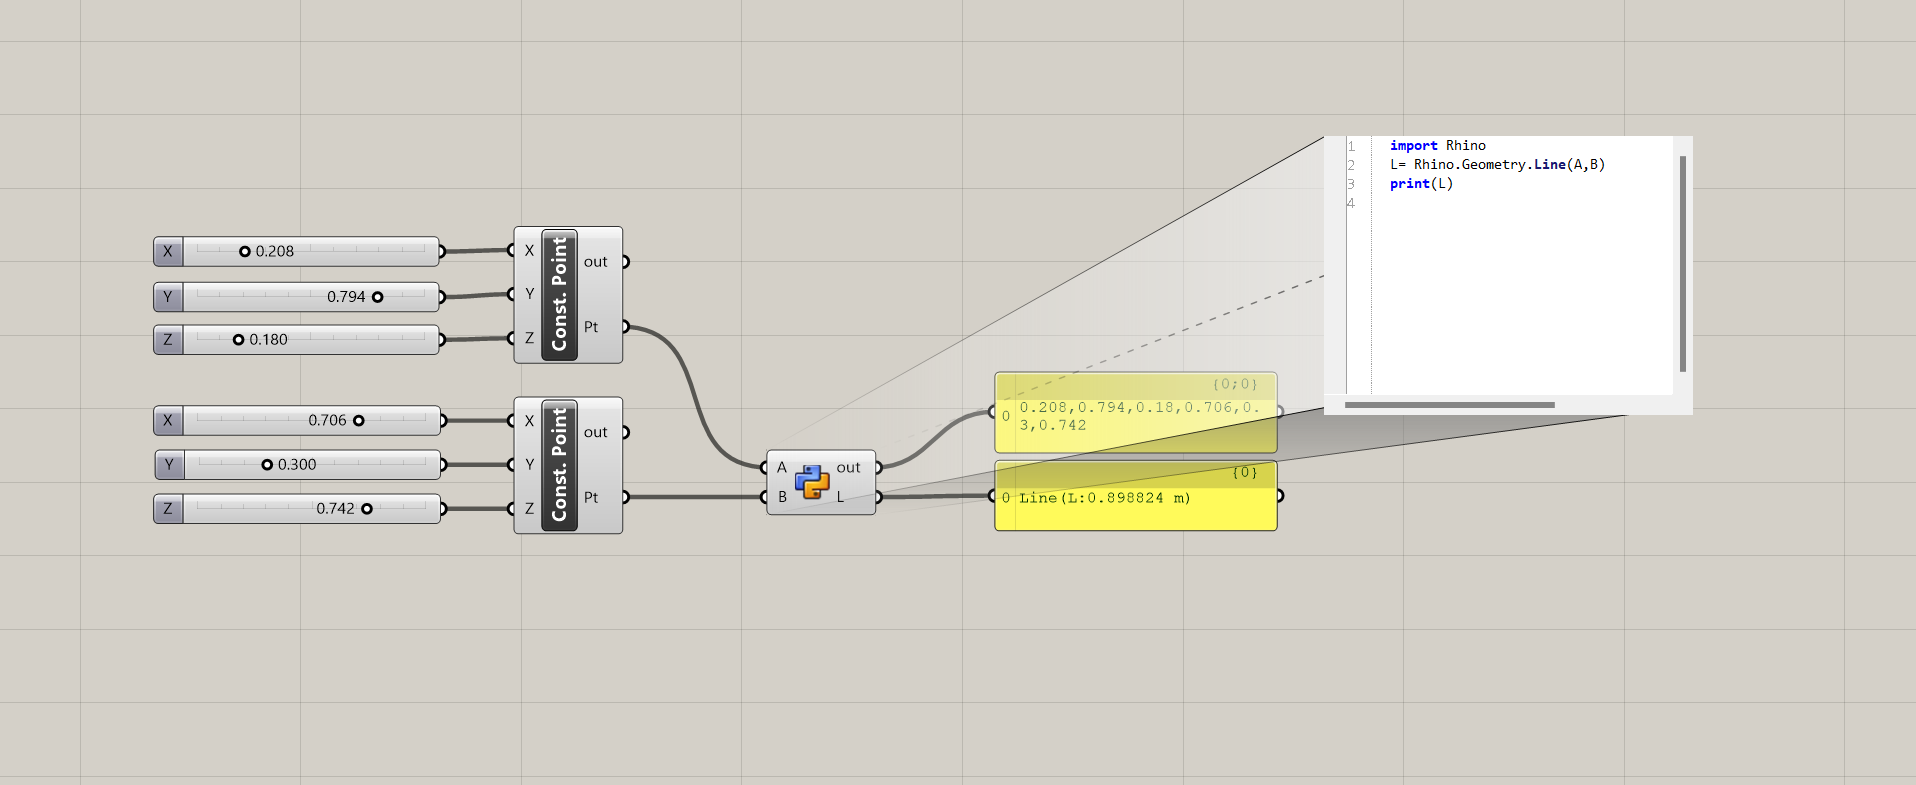 1 import Rhino
2 L= Rhino.Geometry.Line(A,B)
3 print(L)
4
X 0.208
Y 0.794
Z 0.180
X Y Z Const. Point out Pt
X 0.706
Y 0.300
Z 0.742
X Y Z Const. Point out Pt
A out
B L
{0;0}
0 0.208,0.794,0.18,0.706,0.
3,0.742
{0}
0 Line(L:0.898824 m)